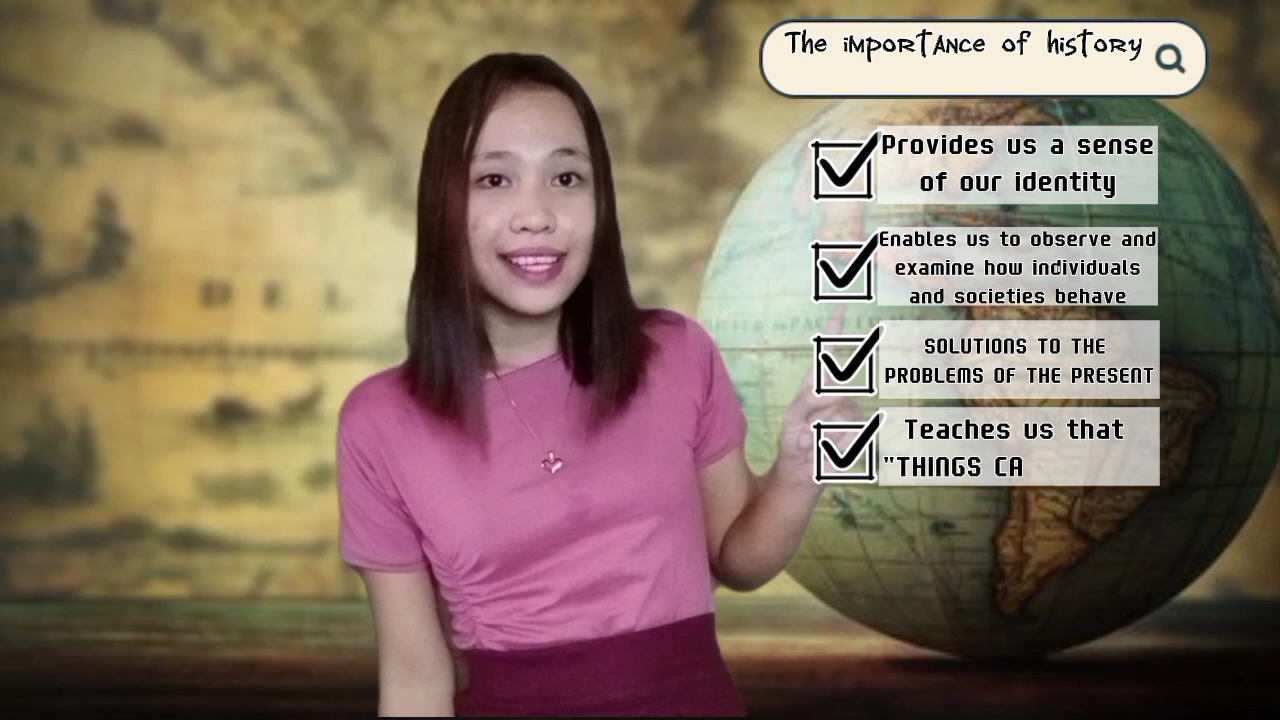 The importance of history
Provides us a sense
of our identity
Enables us to observe and
examine how individuals
and societies behave
SOLUTIONS TO THE
PROBLEMS OF THE PRESENT
Teaches us that
"THINGS CA
D E L